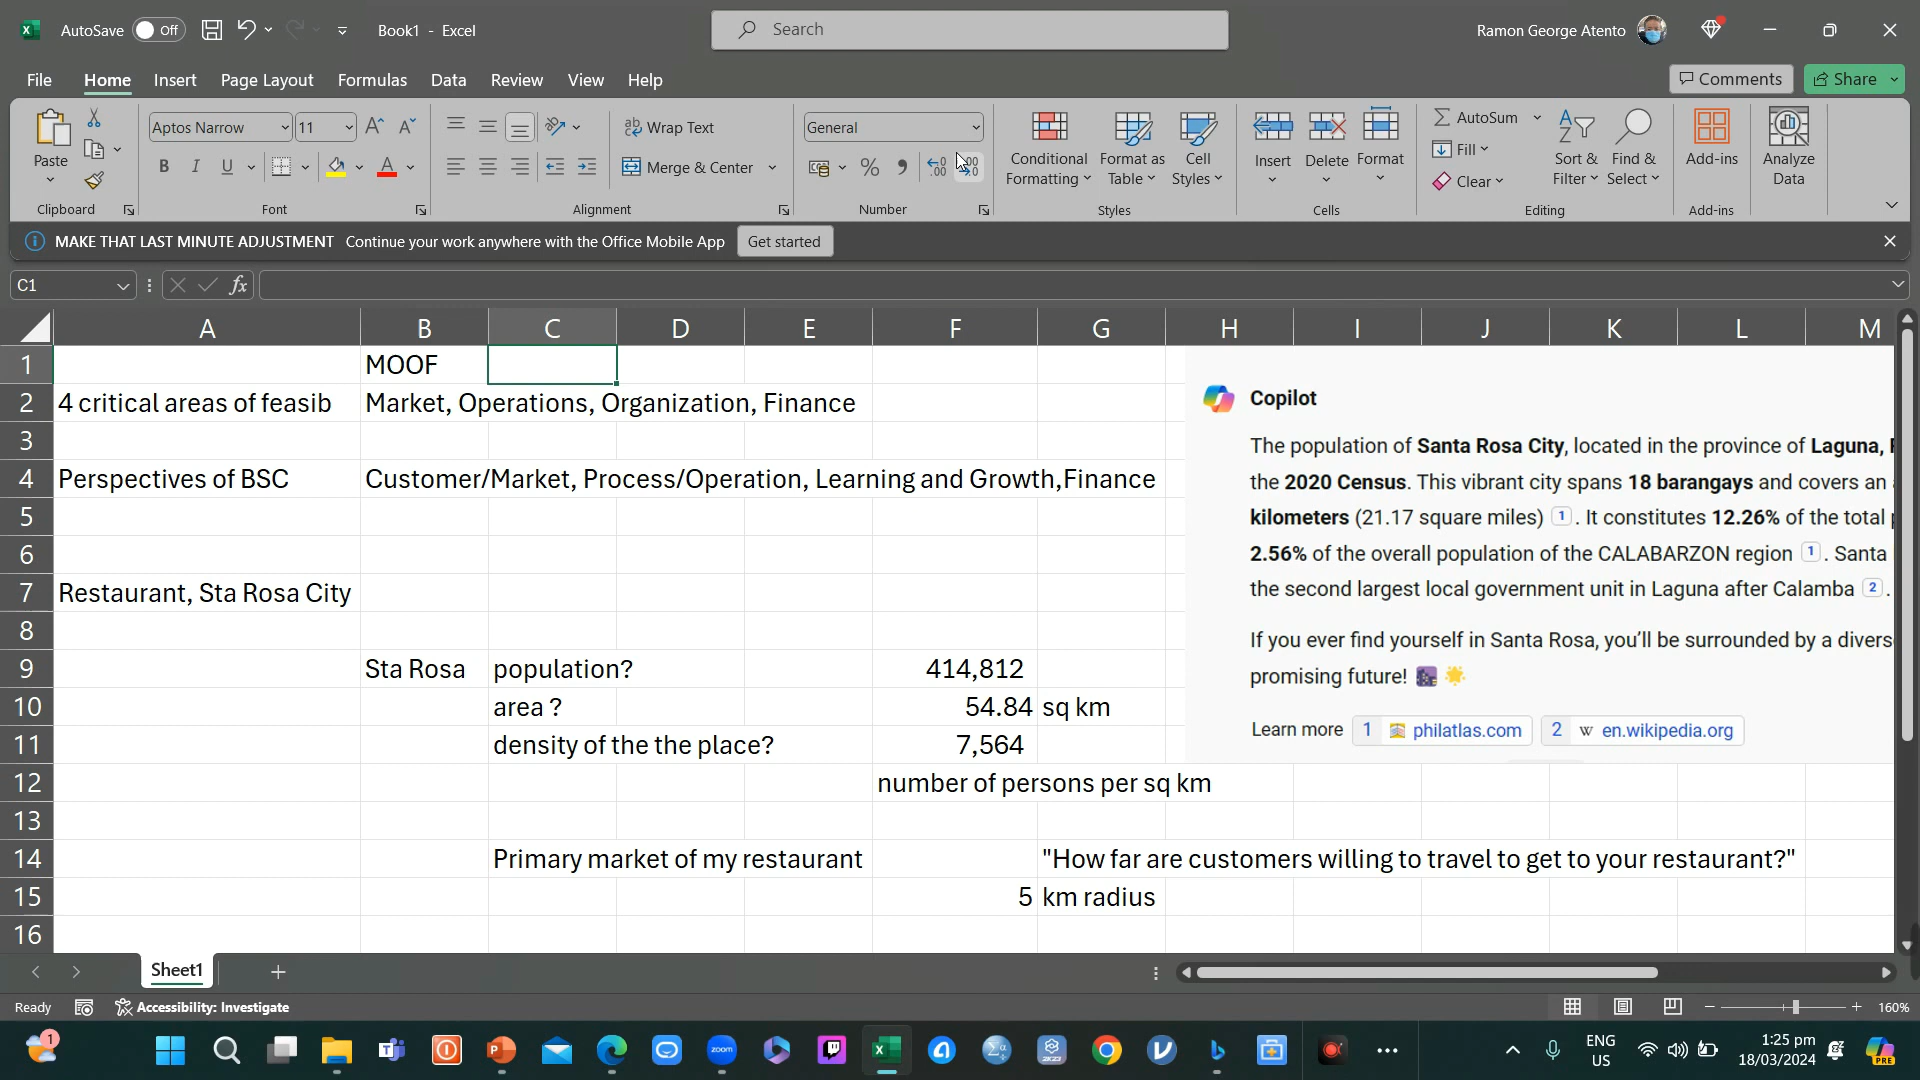 AutoSave Off Book1 - Excel Search Ramon George Atento
File Home Insert Page Layout Formulas Data Review View Help Comments Share
Paste Aptos Narrow 11 B I U A Wrap Text Merge & Center General % Conditional Formatting Format as Table Cell Styles Insert Delete Format AutoSum Fill Clear Sort & Filter Find & Select Add-ins Analyze Data
Clipboard Font Alignment Number Styles Cells Editing Add-ins
MAKE THAT LAST MINUTE ADJUSTMENT Continue your work anywhere with the Office Mobile App Get started
C1 fx
A B C D E F G H I J K L M
1 MOOF
2 4 critical areas of feasib Market, Operations, Organization, Finance
3
4 Perspectives of BSC Customer/Market, Process/Operation, Learning and Growth,Finance
5
6
7 Restaurant, Sta Rosa City
8
9 Sta Rosa population? 414,812
10 area ? 54.84 sq km
11 density of the the place? 7,564
12 number of persons per sq km
13
14 Primary market of my restaurant "How far are customers willing to travel to get to your restaurant?"
15 5 km radius
16
Copilot
The population of Santa Rosa City, located in the province of Laguna,
the 2020 Census. This vibrant city spans 18 barangays and covers an
kilometers (21.17 square miles) 1 . It constitutes 12.26% of the total
2.56% of the overall population of the CALABARZON region 1 . Santa
the second largest local government unit in Laguna after Calamba 2 .
If you ever find yourself in Santa Rosa, you'll be surrounded by a divers
promising future!
Learn more 1 philatlas.com 2 W en.wikipedia.org
Sheet1
Ready Accessibility: Investigate 160%
1 zoom 2K23 ENG US 1:25 pm 18/03/2024 PRE